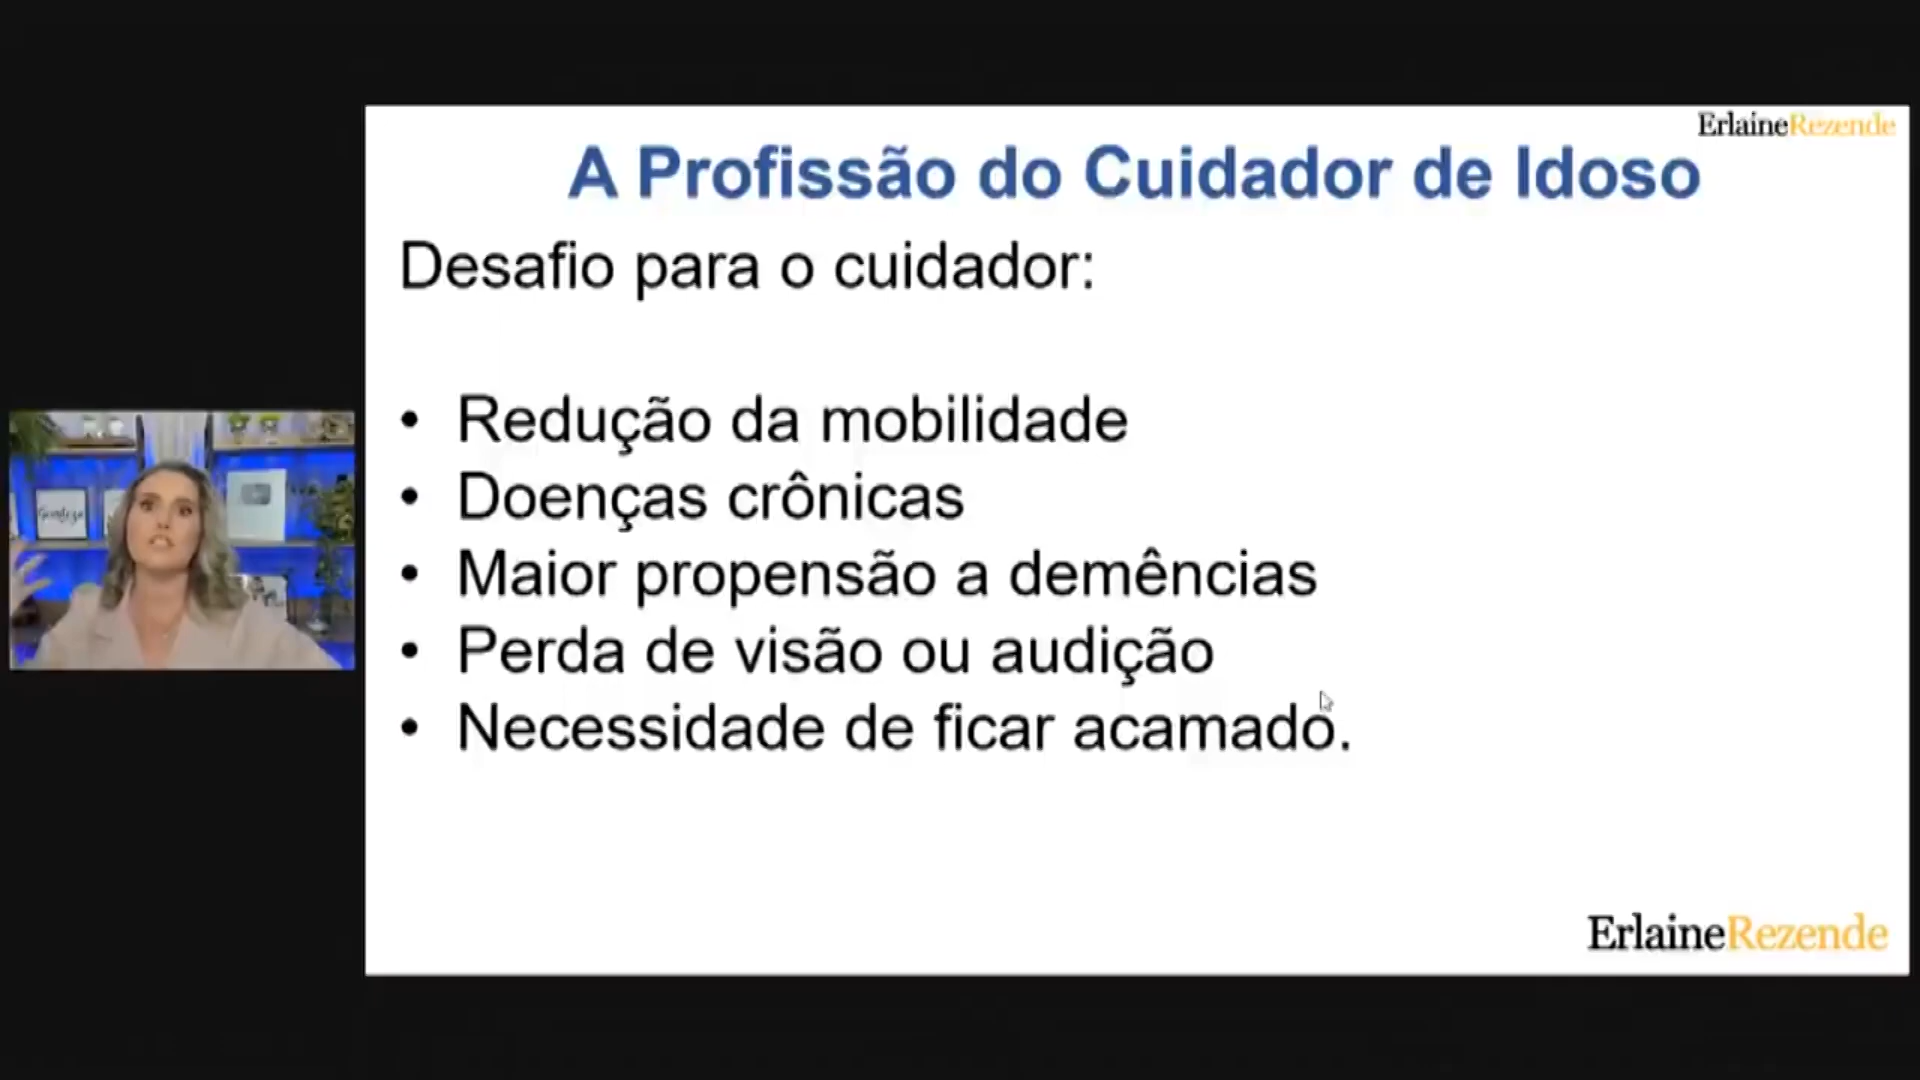 ErlaineRezende
A Profissão do Cuidador de Idoso
Desafio para o cuidador:
• Redução da mobilidade
• Doenças crônicas
• Maior propensão a demências
• Perda de visão ou audição
• Necessidade de ficar acamado.
Gentileza
ErlaineRezende